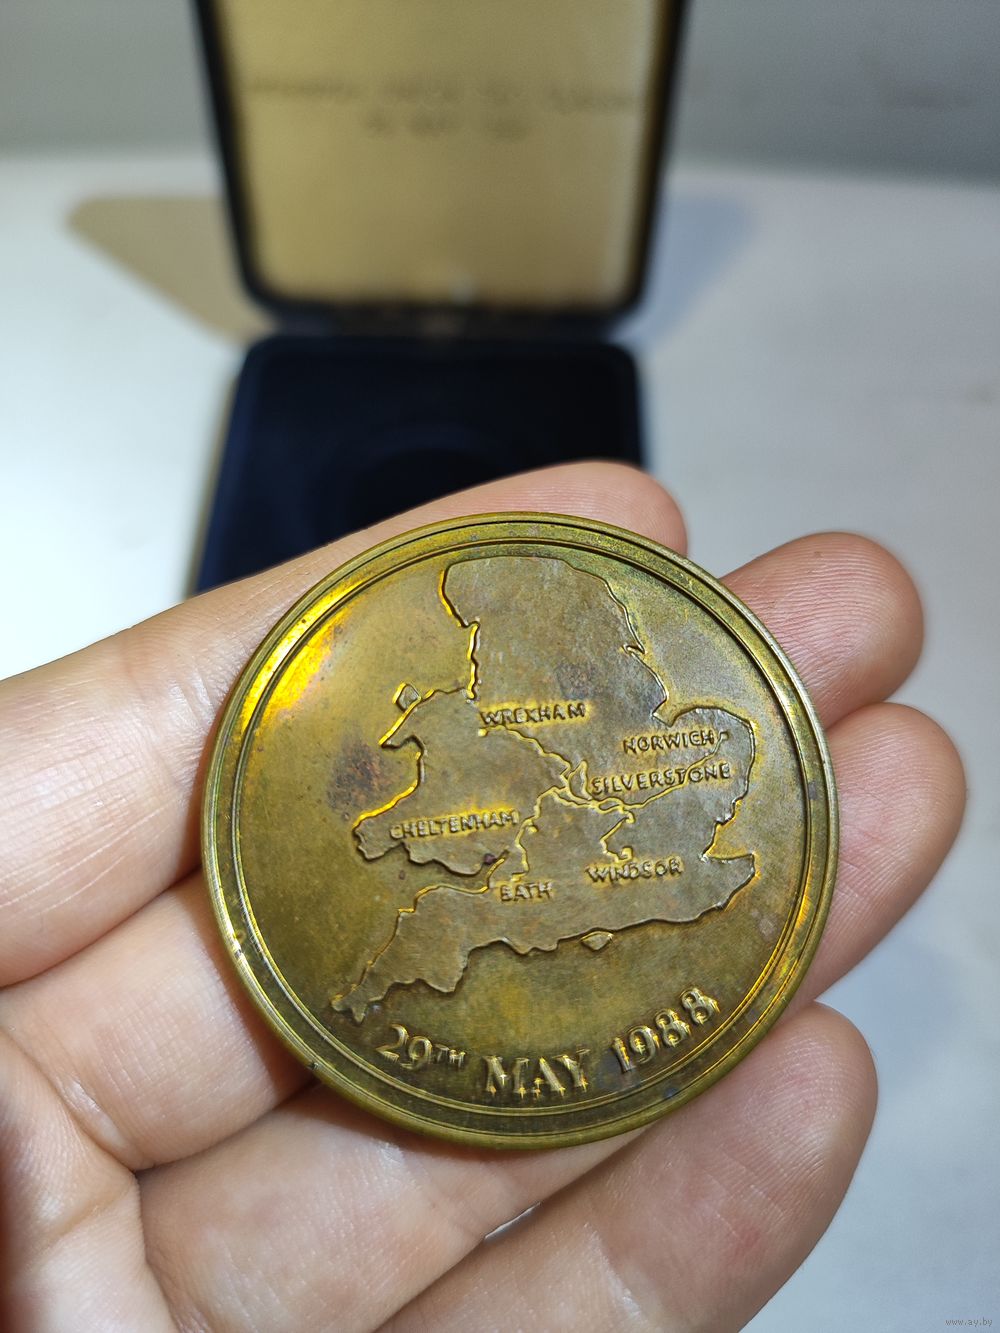 WREXHAM
NORWICH
SILVERSTONE
CHELTENHAM
WINDSOR
BATH
29TH MAY 1988
www.ay.by